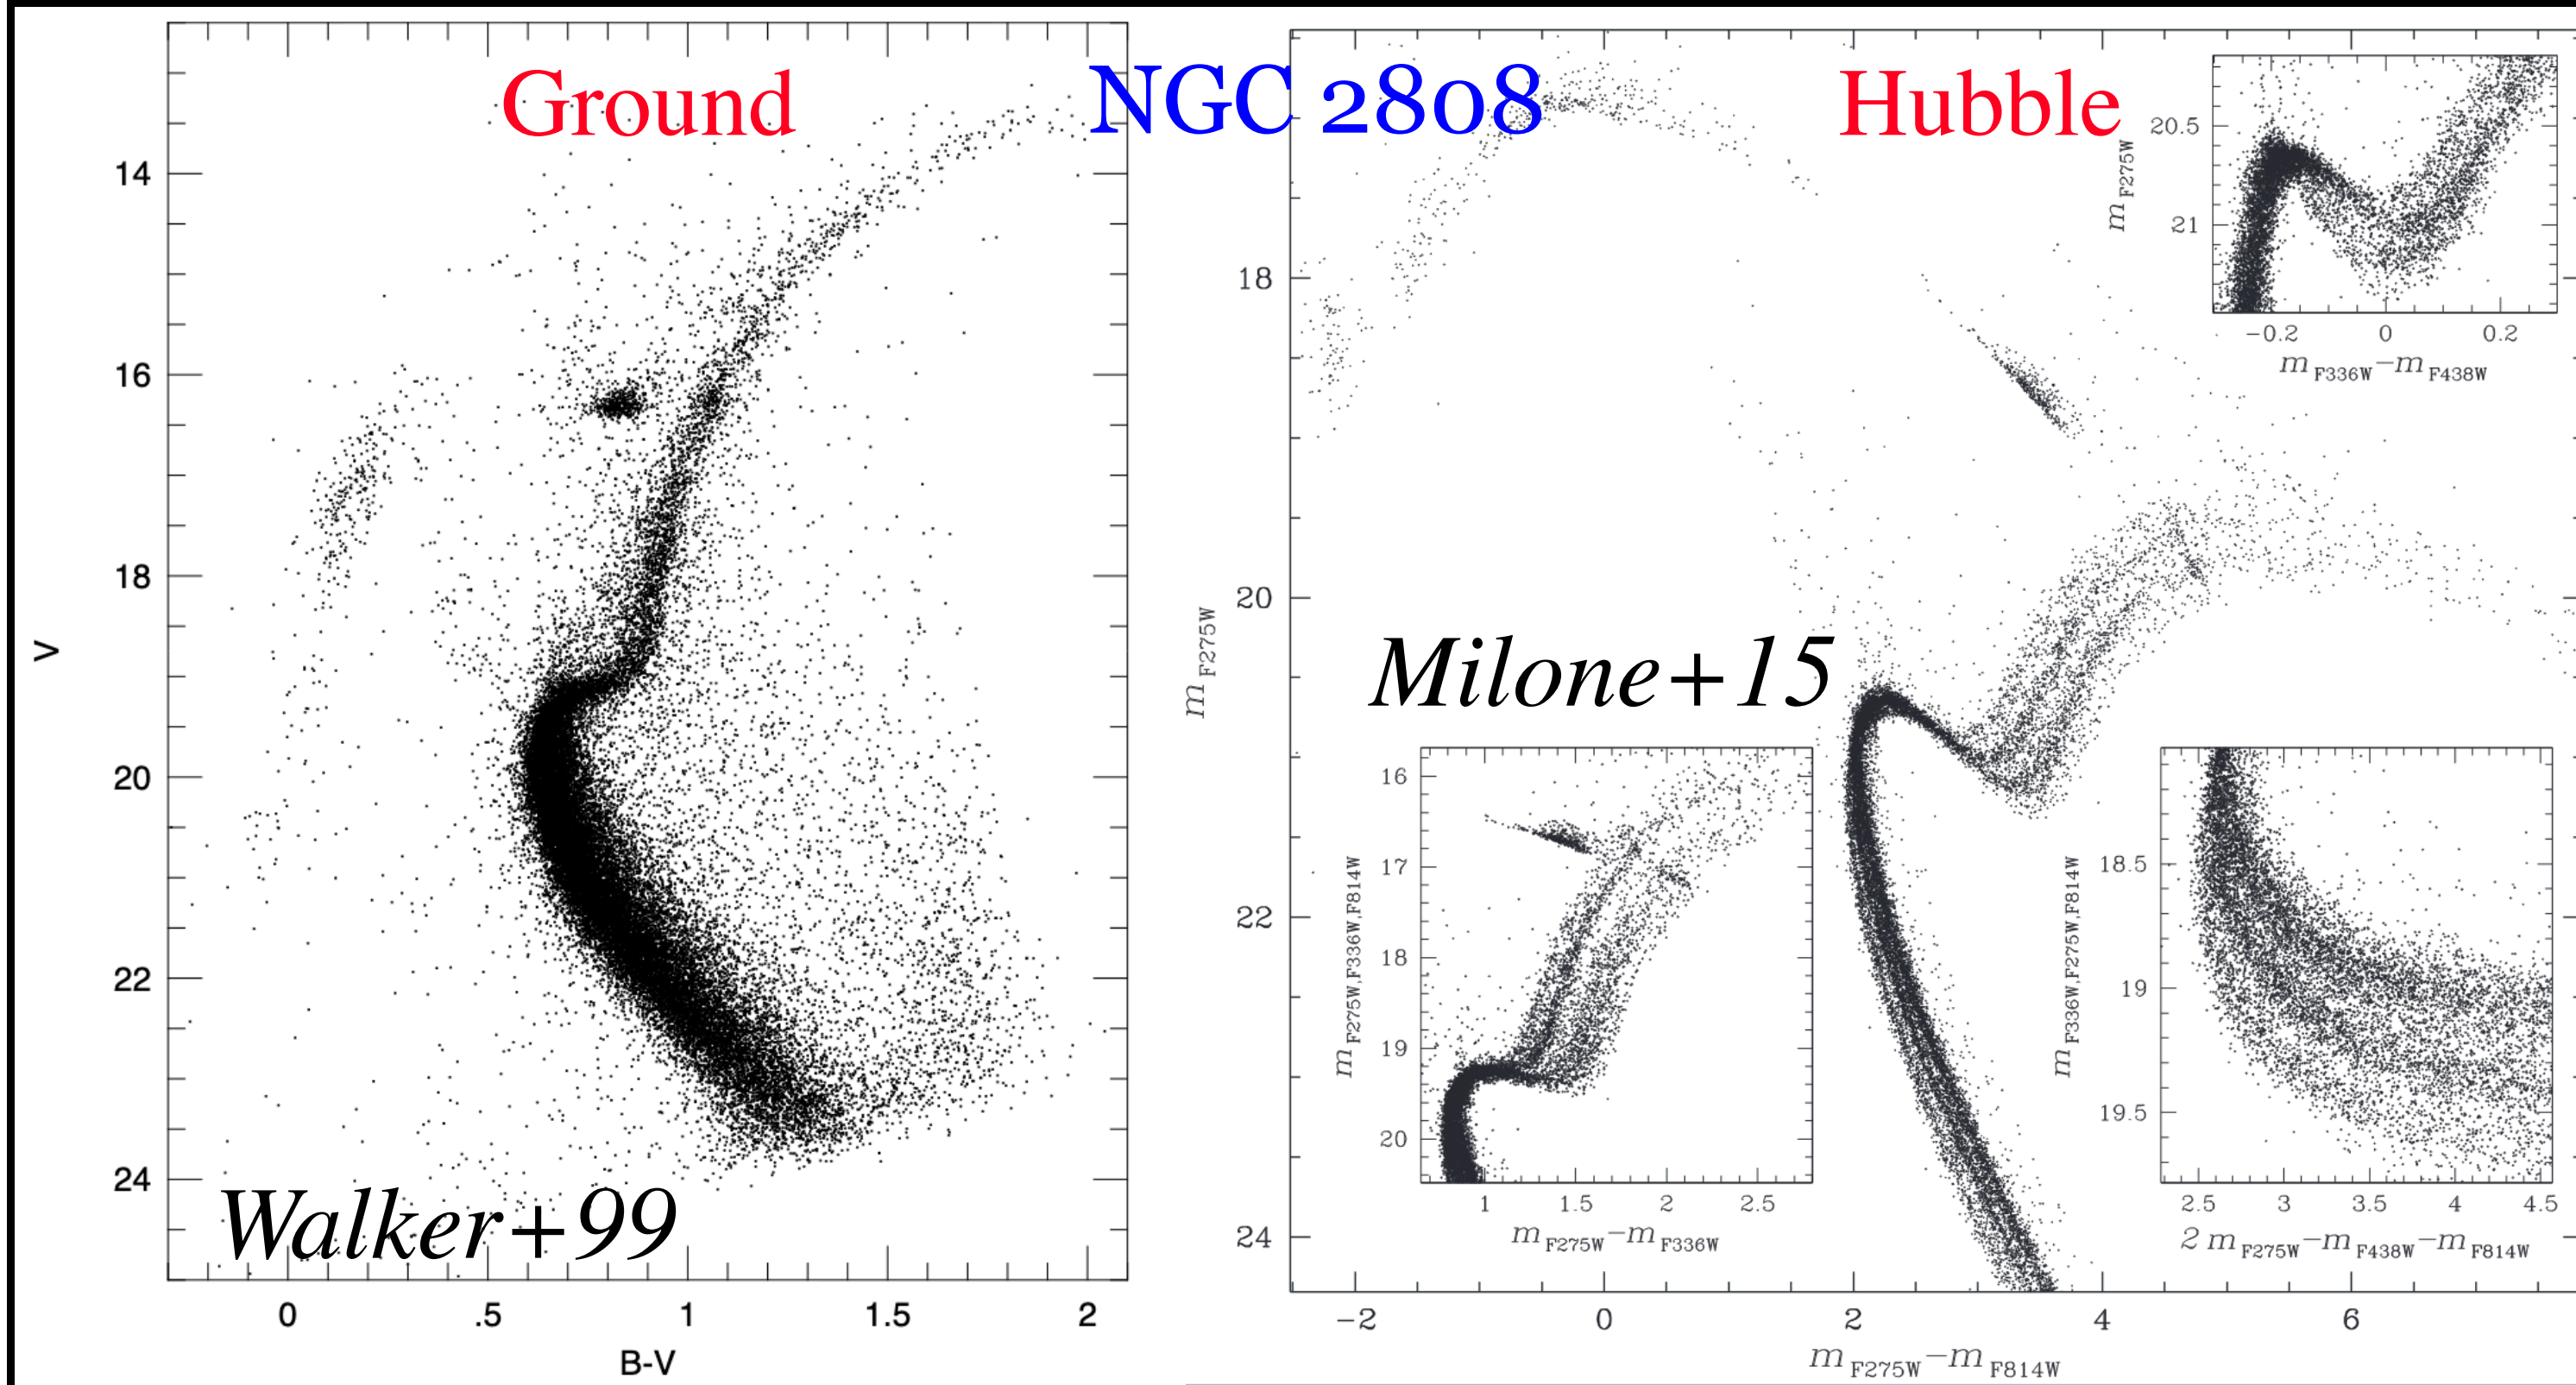 Ground
NGC 2808
Hubble
14
16
18
20
22
24
V
0
.5
1
1.5
2
B-V
Walker+99
18
20
22
24
m F275W
−2
0
2
4
6
m F275W−m F814W
Milone+15
20.5
21
m F275W
−0.2
0
0.2
m F336W−m F438W
16
17
18
19
20
m F275W,F336W,F814W
1
1.5
2
2.5
m F275W−m F336W
18.5
19
19.5
m F336W,F275W,F814W
2.5
3
3.5
4
4.5
2 m F275W−m F438W−m F814W